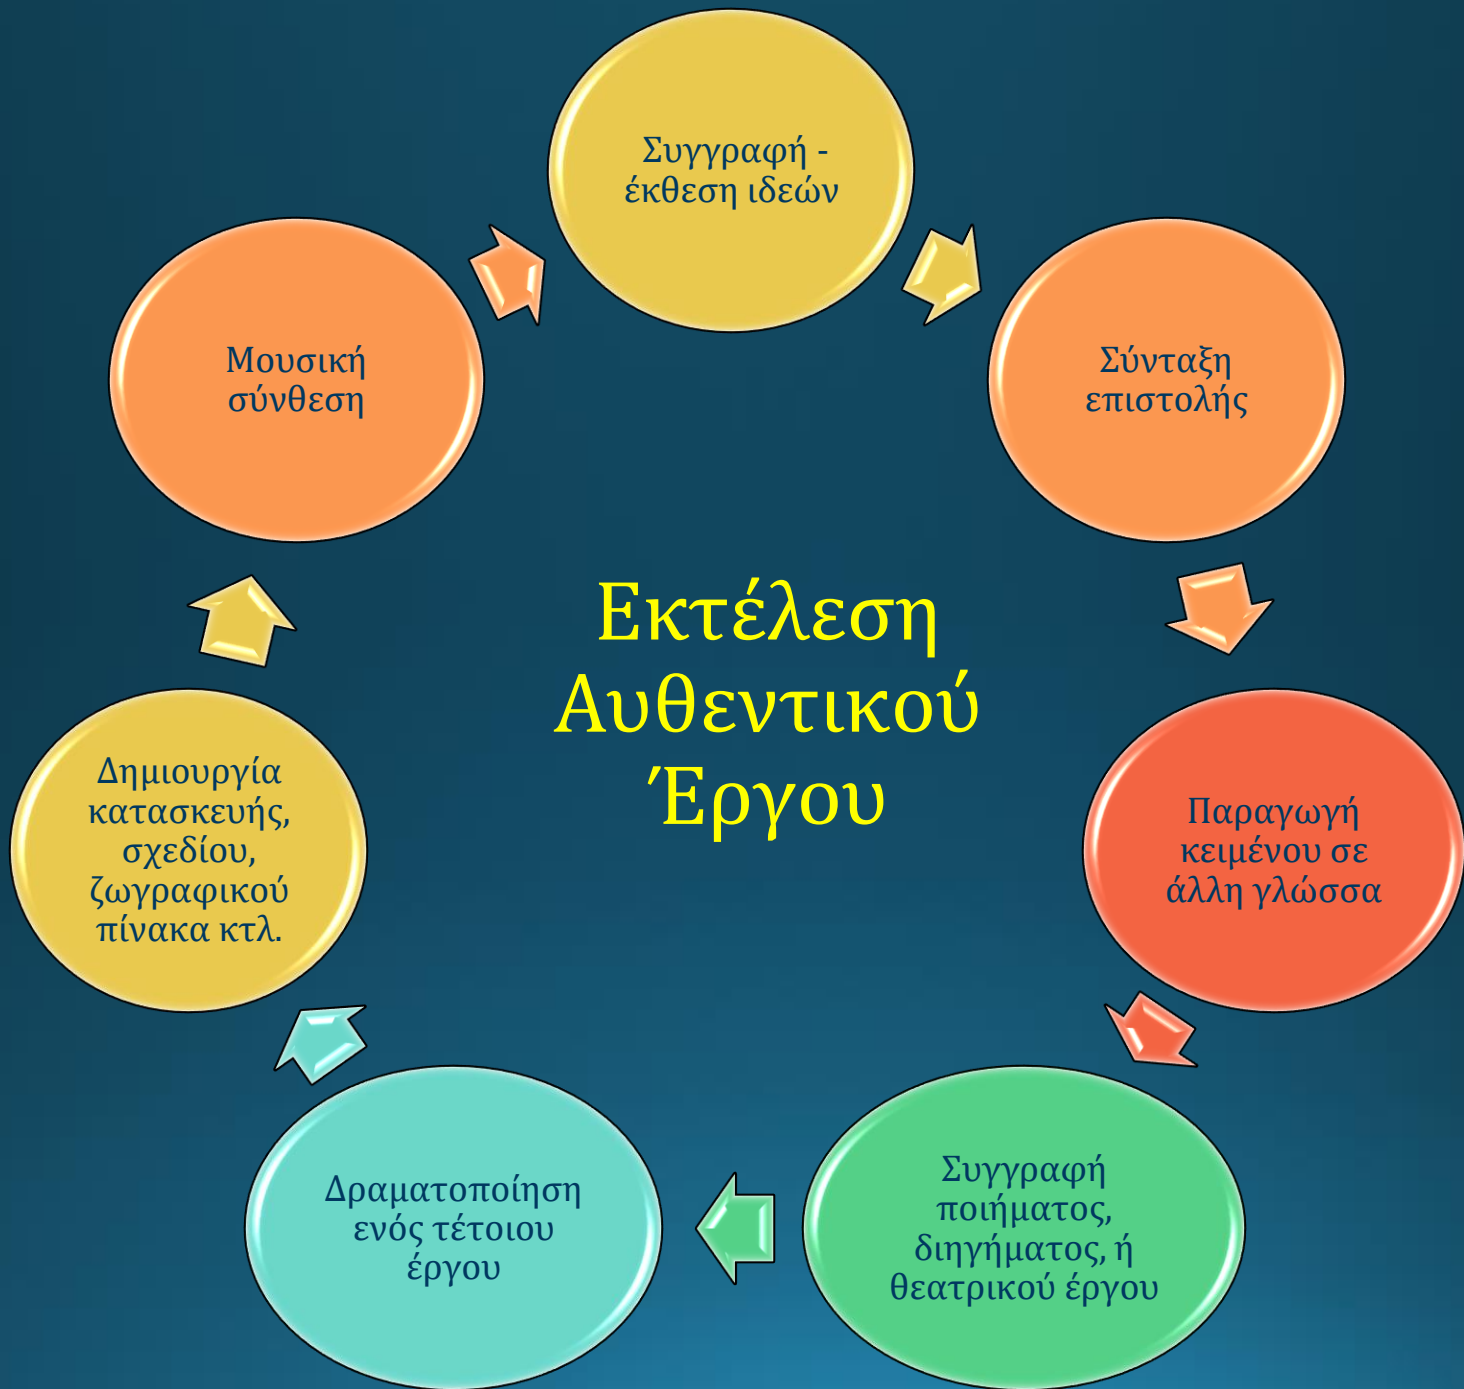 Συγγραφή -
έκθεση ιδεών
Σύνταξη
επιστολής
Παραγωγή
κειμένου σε
άλλη γλώσσα
Συγγραφή
ποιήματος,
διηγήματος, ή
θεατρικού έργου
Δραματοποίηση
ενός τέτοιου
έργου
Δημιουργία
κατασκευής,
σχεδίου,
ζωγραφικού
πίνακα κτλ.
Μουσική
σύνθεση
Εκτέλεση
Αυθεντικού
Έργου